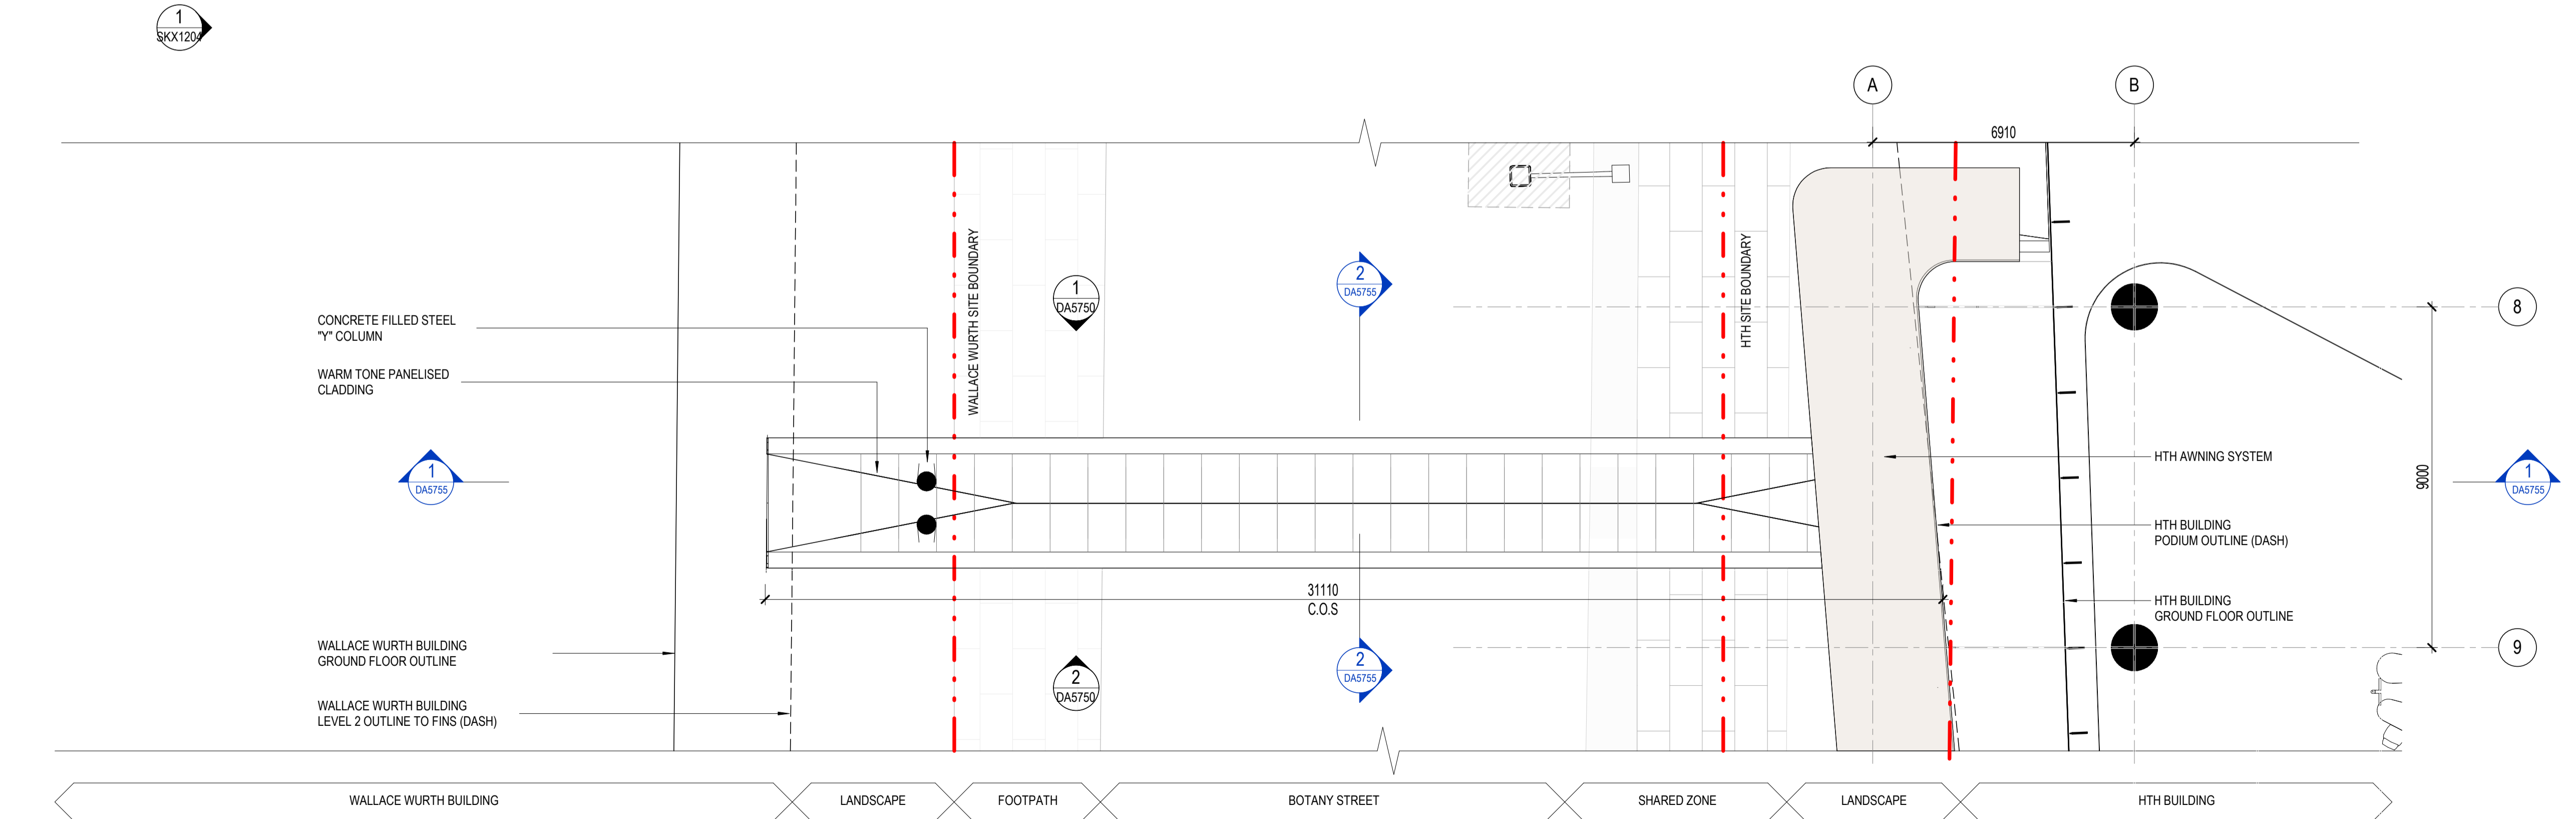 1
SKX1204
A
B
6910
WALLACE WURTH SITE BOUNDARY
HTH SITE BOUNDARY
1
DA5750
2
DA5755
8
CONCRETE FILLED STEEL
"Y" COLUMN
WARM TONE PANELISED
CLADDING
1
DA5755
HTH AWNING SYSTEM
9000
1
DA5755
HTH BUILDING
PODIUM OUTLINE (DASH)
31110
C.O.S
HTH BUILDING
GROUND FLOOR OUTLINE
WALLACE WURTH BUILDING
GROUND FLOOR OUTLINE
2
DA5750
2
DA5755
9
WALLACE WURTH BUILDING
LEVEL 2 OUTLINE TO FINS (DASH)
WALLACE WURTH BUILDING
LANDSCAPE
FOOTPATH
BOTANY STREET
SHARED ZONE
LANDSCAPE
HTH BUILDING